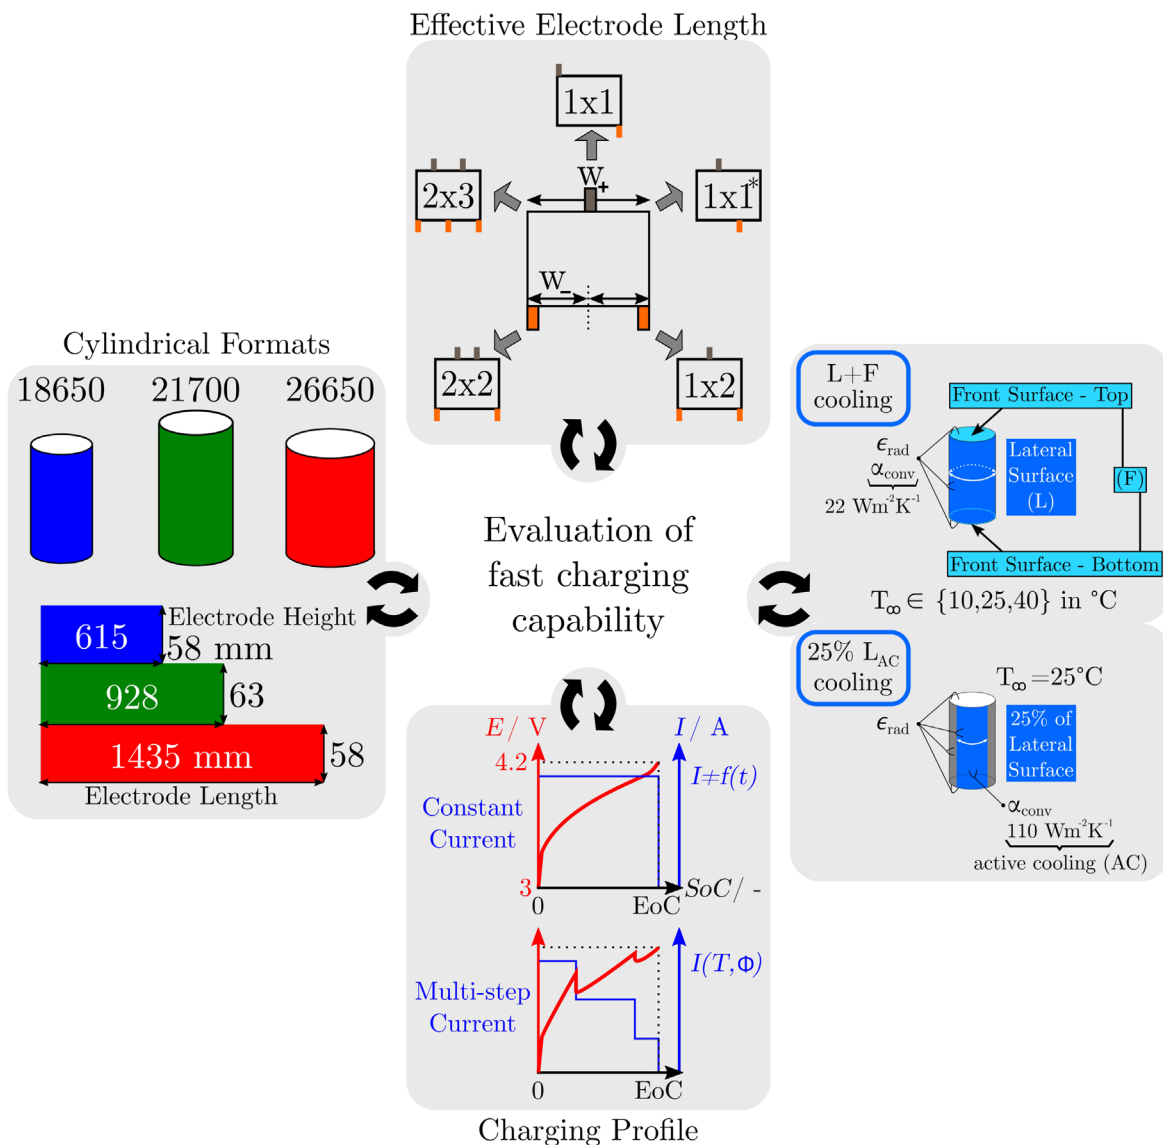 Effective Electrode Length
1x1
2x3
W+
1x1*
W−
2x2
1x2
Cylindrical Formats
18650
21700
26650
615
Electrode Height
58 mm
928
63
1435 mm
58
Electrode Length
Evaluation of
fast charging
capability
L+F
cooling
Front Surface - Top
ϵrad
αconv
22 Wm⁻²K⁻¹
Lateral
Surface
(L)
(F)
Front Surface - Bottom
T∞ ∈ {10,25,40} in °C
25% LAC
cooling
T∞=25°C
ϵrad
25% of
Lateral
Surface
αconv
110 Wm⁻²K⁻¹
active cooling (AC)
E / V
I / A
4.2
I≠f(t)
Constant
Current
3
SoC / -
0
EoC
I(T,Φ)
Multi-step
Current
0
EoC
Charging Profile